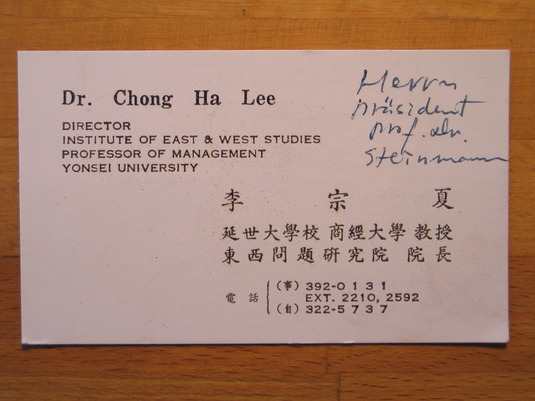 Dr. Chong Ha Lee
DIRECTOR
INSTITUTE OF EAST & WEST STUDIES
PROFESSOR OF MANAGEMENT
YONSEI UNIVERSITY
Herrn
Präsident
Prof. Dr.
Steinmann
李 宗 夏
延世大學校 商經大學 教授
東西問題硏究院 院長
電話
(事) 392-0131
EXT. 2210, 2592
(自) 322-5737